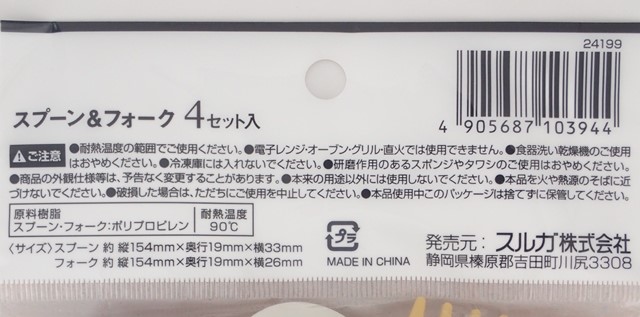 24199
スプーン&フォーク 4セット入
4 905687 103944
ご注意 ●耐熱温度の範囲でご使用ください。●電子レンジ・オーブン・グリル・直火では使用できません。●食器洗い乾燥機のご使用
はおやめください。●冷凍庫には入れないでください。●研磨作用のあるスポンジやタワシのご使用はおやめください。
●商品の外観仕様等は、予告なく変更することがあります。●本来の用途以外には使用しないでください。●本品を火や熱源のそばに近
づけないでください。●破損した場合は、ただちにご使用を中止してください。●本品使用中このパッケージは捨てずに保管してください。
原料樹脂 耐熱温度
スプーン・フォーク:ポリプロピレン 90℃
〈サイズ〉スプーン 約 縦154mm×奥行19mm×横33mm
フォーク 約 縦154mm×奥行19mm×横26mm
プラ
MADE IN CHINA
発売元: スルガ株式会社
静岡県榛原郡吉田町川尻3308